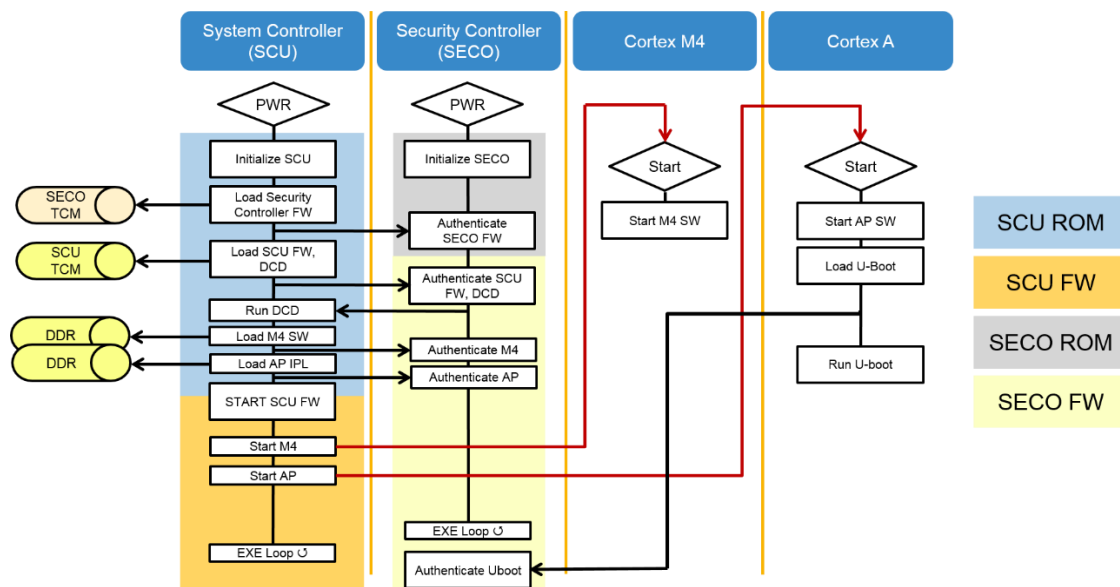 System Controller
(SCU)
Security Controller
(SECO)
Cortex M4
Cortex A
PWR
Initialize SCU
SECO
TCM
Load Security
Controller FW
SCU
TCM
Load SCU FW,
DCD
Run DCD
DDR
Load M4 SW
DDR
Load AP IPL
START SCU FW
Start M4
Start AP
EXE Loop ↺
PWR
Initialize SECO
Authenticate
SECO FW
Authenticate SCU
FW, DCD
Authenticate M4
Authenticate AP
EXE Loop ↺
Authenticate Uboot
Start
Start M4 SW
Start
Start AP SW
Load U-Boot
Run U-boot
SCU ROM
SCU FW
SECO ROM
SECO FW